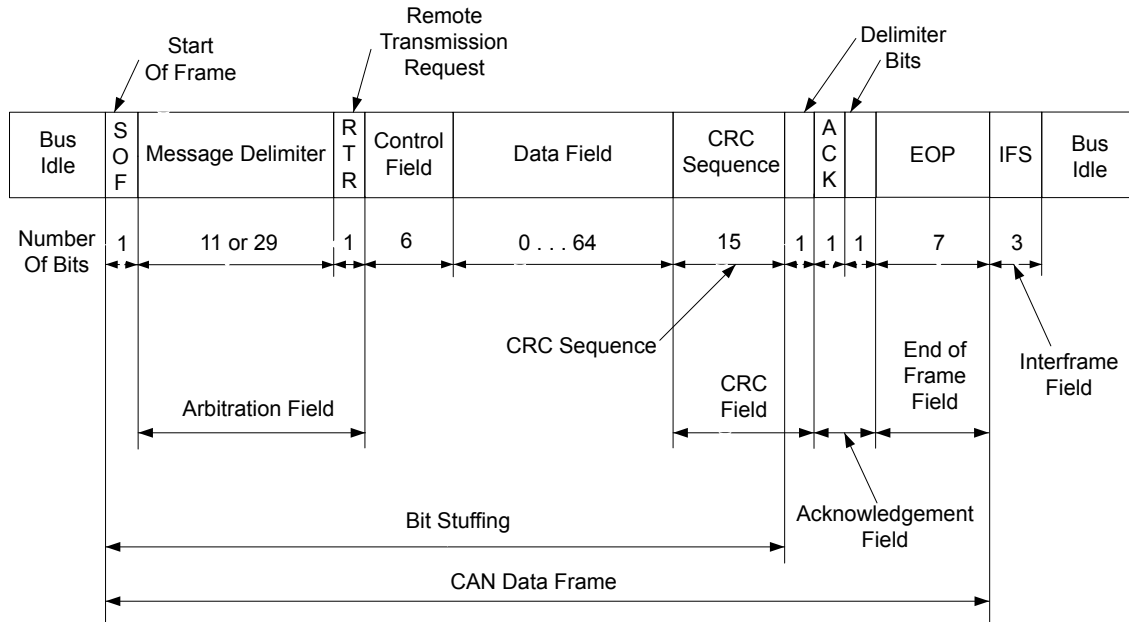 Start
Of Frame
Remote
Transmission
Request
Delimiter
Bits
Bus
Idle
S
O
F
Message Delimiter
R
T
R
Control
Field
Data Field
CRC
Sequence
A
C
K
EOP
IFS
Bus
Idle
Number
Of Bits
1
11 or 29
1
6
0 . . . 64
15
1
1
1
7
3
CRC Sequence
End of
Frame
Field
Interframe
Field
Arbitration Field
CRC
Field
Bit Stuffing
Acknowledgement
Field
CAN Data Frame